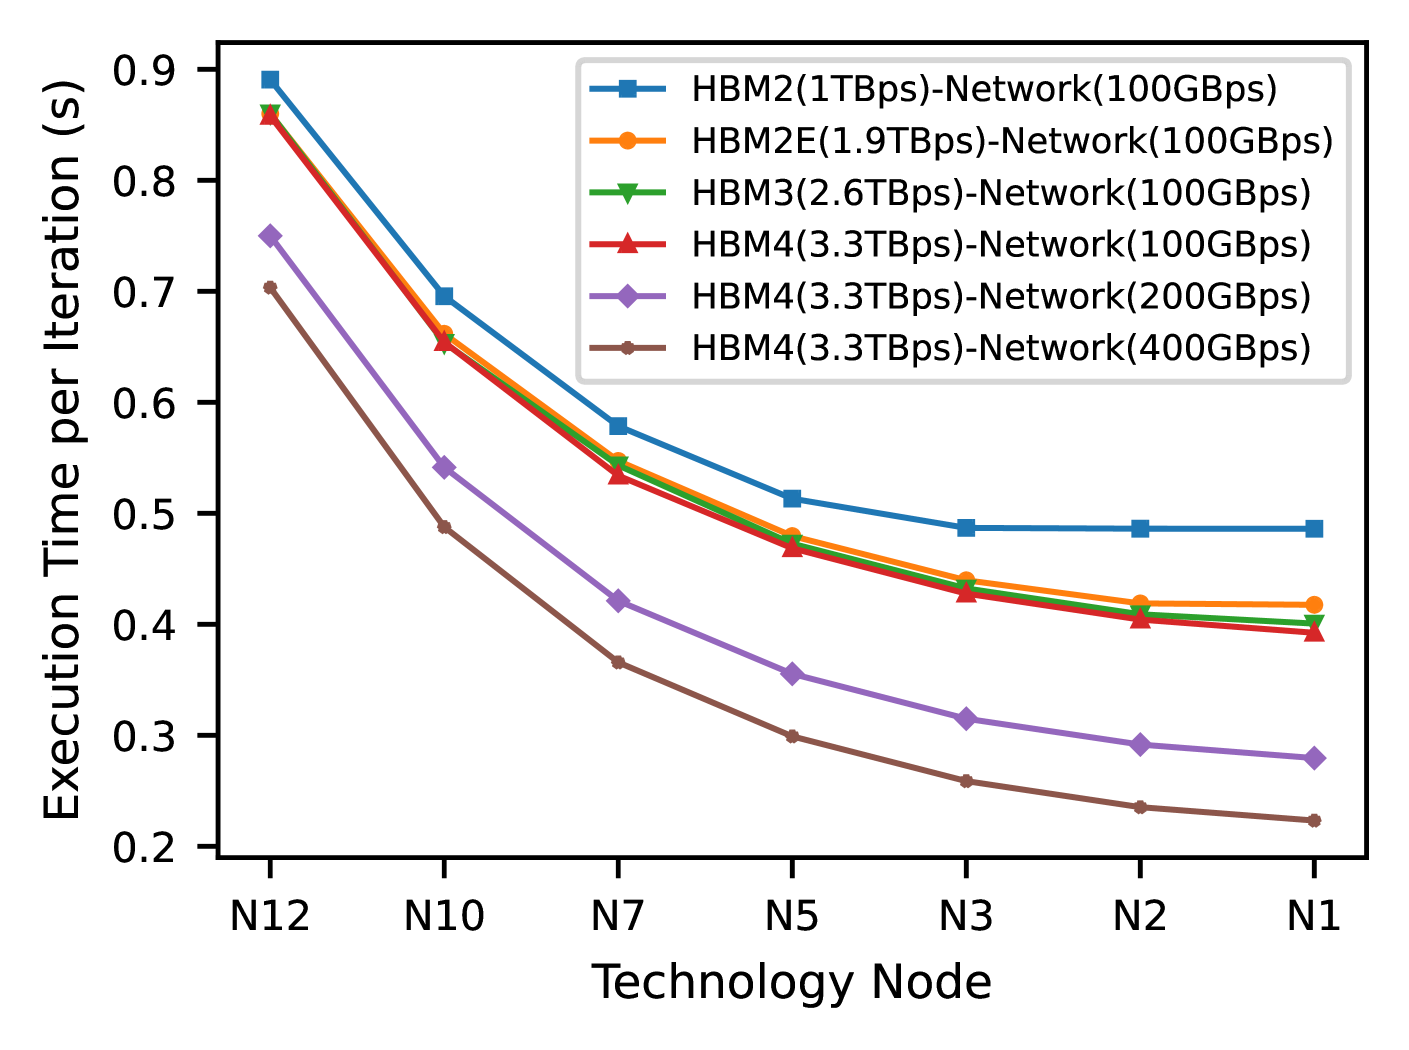 Execution Time per Iteration (s)
0.9
0.8
0.7
0.6
0.5
0.4
0.3
0.2
HBM2(1TBps)-Network(100GBps)
HBM2E(1.9TBps)-Network(100GBps)
HBM3(2.6TBps)-Network(100GBps)
HBM4(3.3TBps)-Network(100GBps)
HBM4(3.3TBps)-Network(200GBps)
HBM4(3.3TBps)-Network(400GBps)
N12 N10 N7 N5 N3 N2 N1
Technology Node